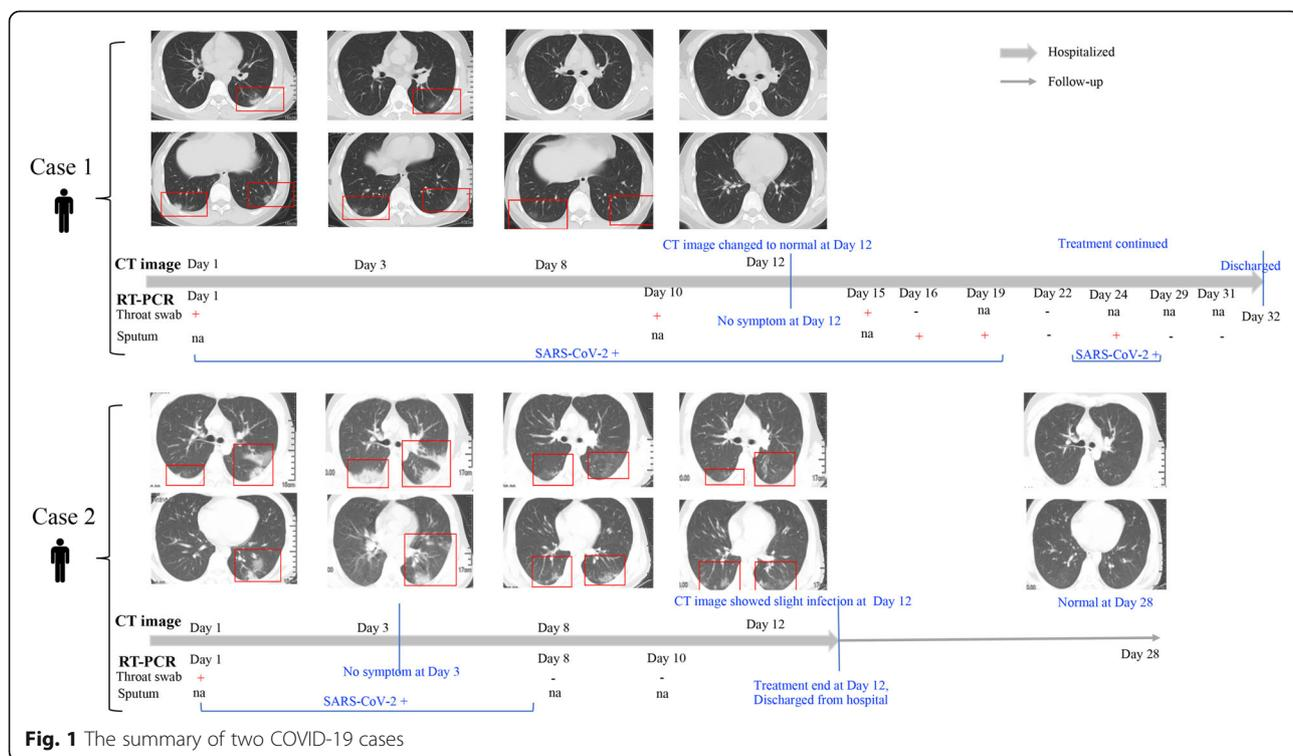 Hospitalized
Follow-up
Case 1
CT image changed to normal at Day 12
Treatment continued
CT image Day 1 Day 3 Day 8 Day 12 Discharged
RT-PCR Day 1 Day 10 Day 15 Day 16 Day 19 Day 22 Day 24 Day 29 Day 31 Day 32
Throat swab + + + - na - na na na
No symptom at Day 12
Sputum na na na + + - + - -
SARS-CoV-2 + SARS-CoV-2 +
Case 2
17cm
0.00
17cm
CT image showed slight infection at Day 12
Normal at Day 28
CT image Day 1 Day 3 Day 8 Day 12
RT-PCR Day 1 Day 8 Day 10 Day 28
No symptom at Day 3
Throat swab + - -
Sputum na na na
Treatment end at Day 12,
Discharged from hospital
SARS-CoV-2 +
Fig. 1 The summary of two COVID-19 cases